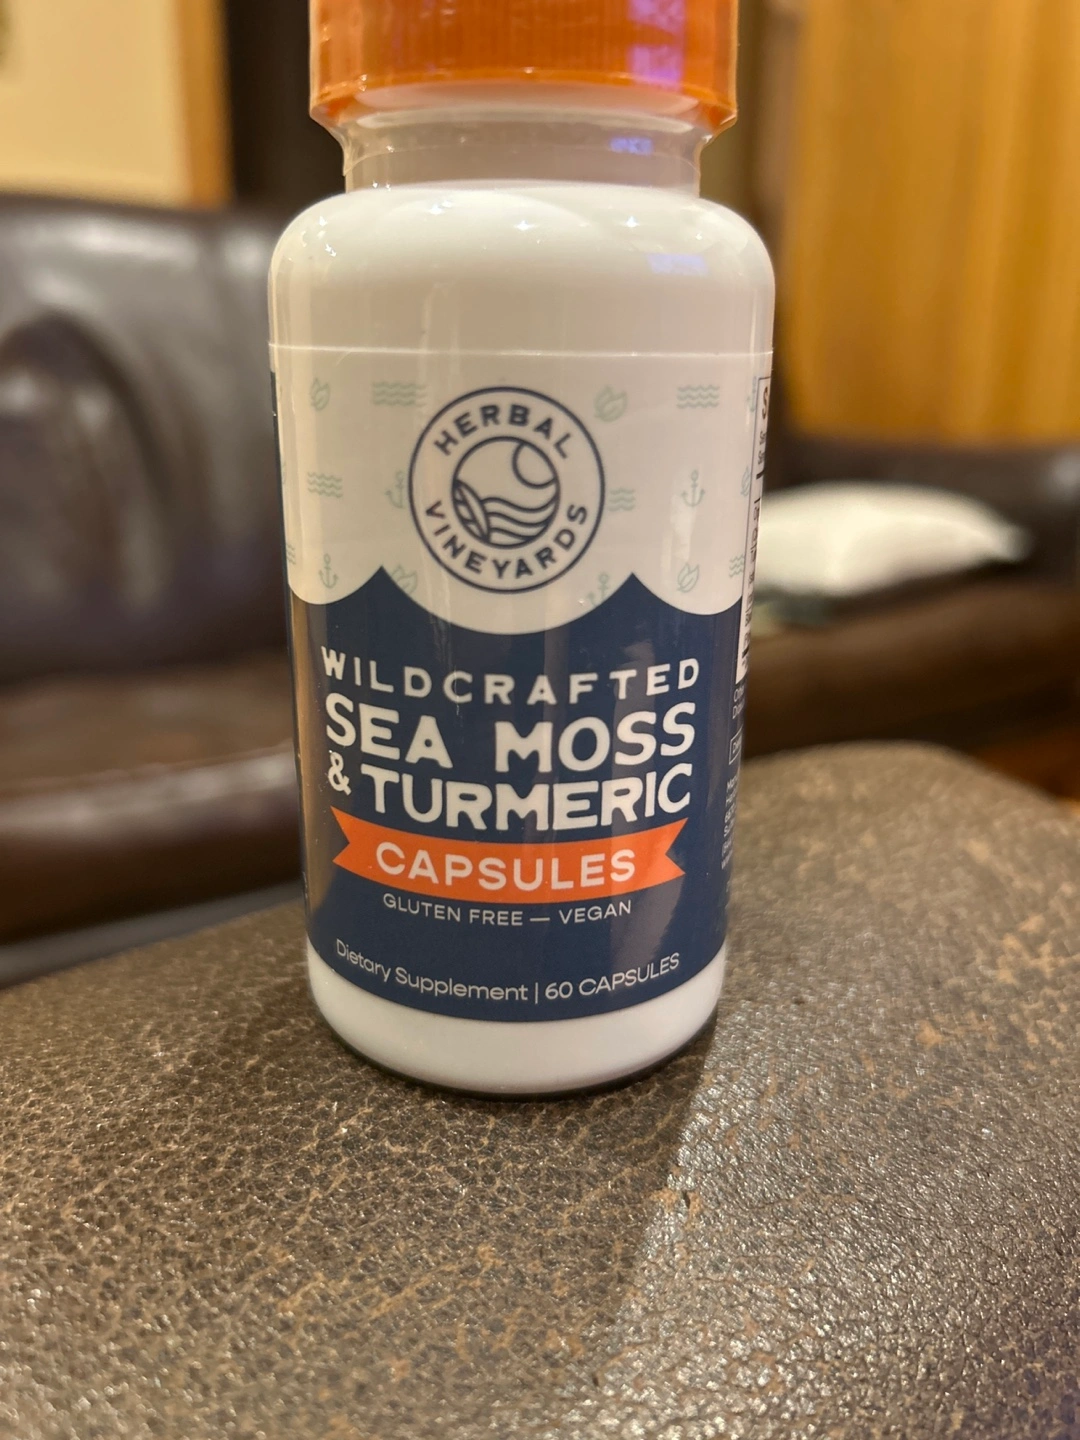 HERBAL
VINEYARDS
WILDCRAFTED
SEA MOSS
& TURMERIC
CAPSULES
GLUTEN FREE — VEGAN
Dietary Supplement | 60 CAPSULES